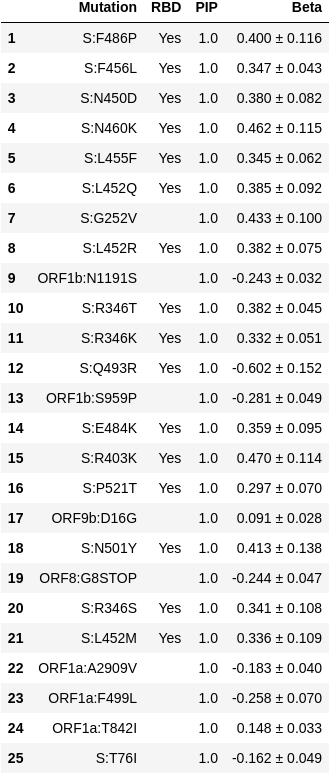 Mutation RBD PIP Beta
1 S:F486P Yes 1.0 0.400 ± 0.116
2 S:F456L Yes 1.0 0.347 ± 0.043
3 S:N450D Yes 1.0 0.380 ± 0.082
4 S:N460K Yes 1.0 0.462 ± 0.115
5 S:L455F Yes 1.0 0.345 ± 0.062
6 S:L452Q Yes 1.0 0.385 ± 0.092
7 S:G252V 1.0 0.433 ± 0.100
8 S:L452R Yes 1.0 0.382 ± 0.075
9 ORF1b:N1191S 1.0 -0.243 ± 0.032
10 S:R346T Yes 1.0 0.382 ± 0.045
11 S:R346K Yes 1.0 0.332 ± 0.051
12 S:Q493R Yes 1.0 -0.602 ± 0.152
13 ORF1b:S959P 1.0 -0.281 ± 0.049
14 S:E484K Yes 1.0 0.359 ± 0.095
15 S:R403K Yes 1.0 0.470 ± 0.114
16 S:P521T Yes 1.0 0.297 ± 0.070
17 ORF9b:D16G 1.0 0.091 ± 0.028
18 S:N501Y Yes 1.0 0.413 ± 0.138
19 ORF8:G8STOP 1.0 -0.244 ± 0.047
20 S:R346S Yes 1.0 0.341 ± 0.108
21 S:L452M Yes 1.0 0.336 ± 0.109
22 ORF1a:A2909V 1.0 -0.183 ± 0.040
23 ORF1a:F499L 1.0 -0.258 ± 0.070
24 ORF1a:T842I 1.0 0.148 ± 0.033
25 S:T76I 1.0 -0.162 ± 0.049